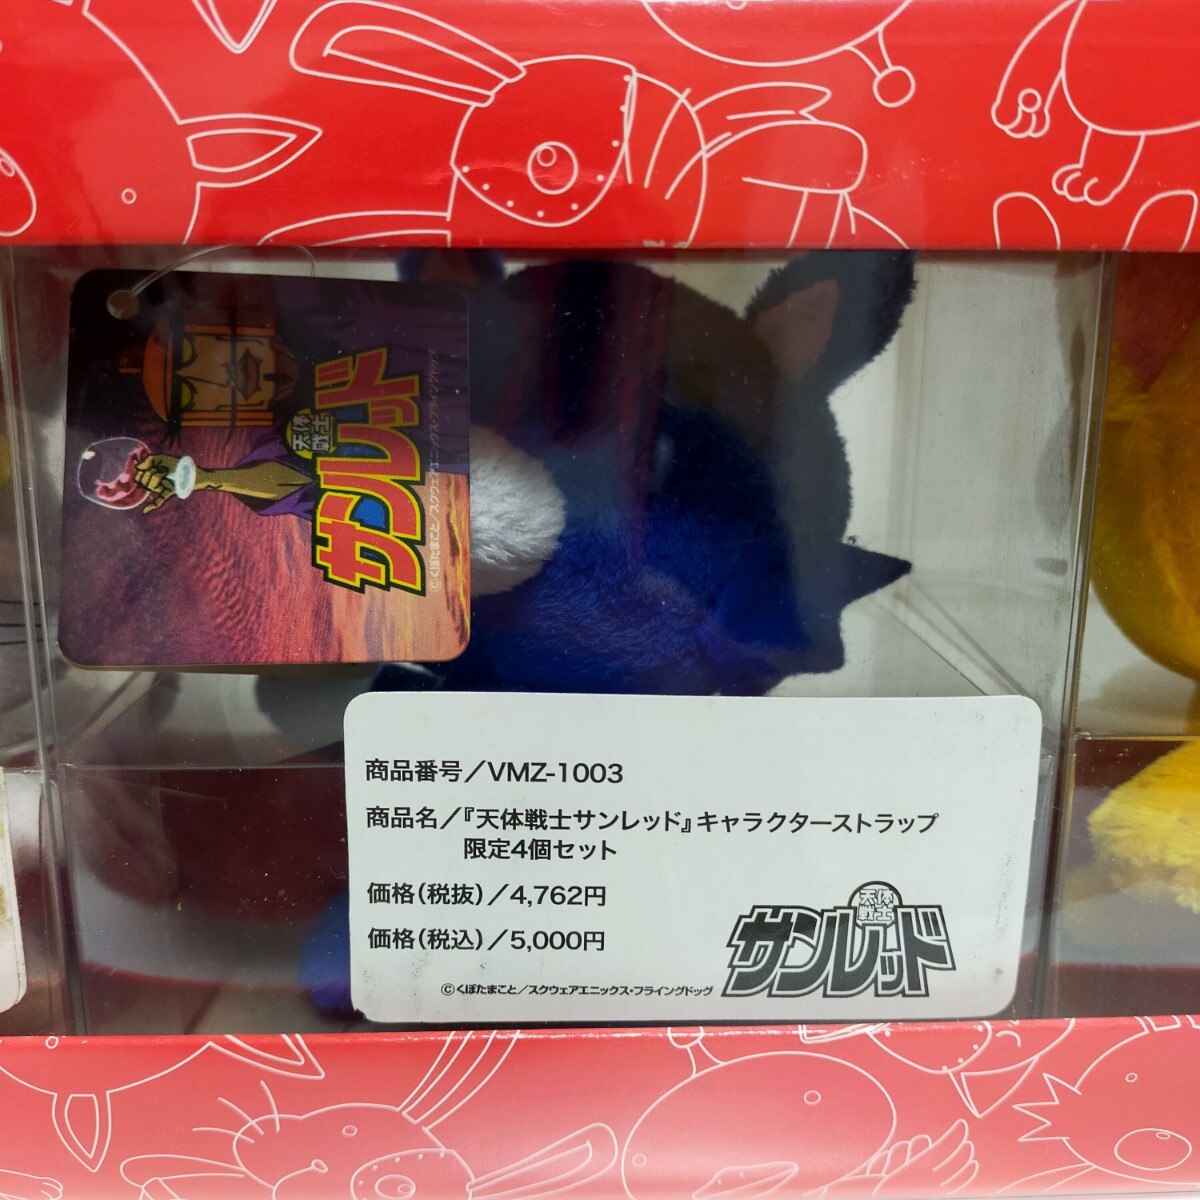 天体
戦士
サンレッド
©くぼたまこと/スクウェアエニックス・フライングドッグ
商品番号/VMZ-1003
商品名/『天体戦士サンレッド』キャラクターストラップ
限定4個セット
価格(税抜)/4,762円
価格(税込)/5,000円
天体
戦士
サンレッド
©くぼたまこと/スクウェアエニックス・フライングドッグ